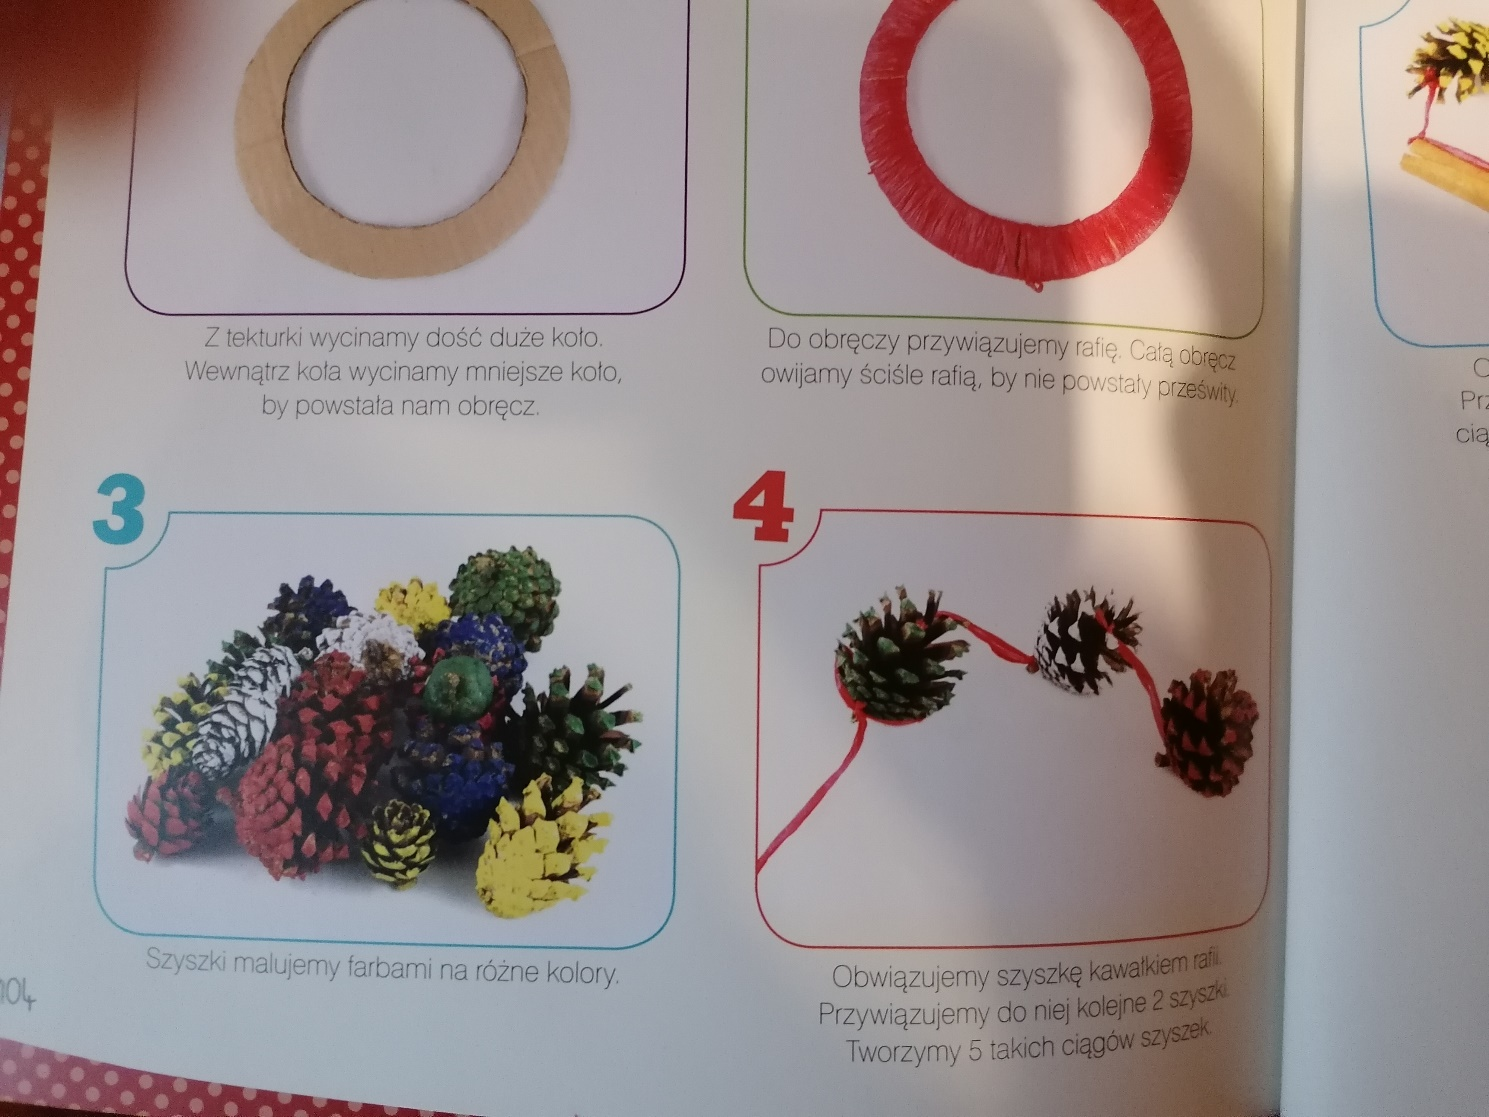 Z tekturki wycinamy dość duże koło.
Wewnątrz koła wycinamy mniejsze koło,
by powstała nam obręcz.
Do obręczy przywiązujemy rafię. Całą obręcz
owijamy ściśle rafią, by nie powstały prześwity.
3
Szyszki malujemy farbami na różne kolory.
4
Obwiązujemy szyszkę kawałkiem rafii.
Przywiązujemy do niej kolejne 2 szyszki.
Tworzymy 5 takich ciągów szyszek.
104